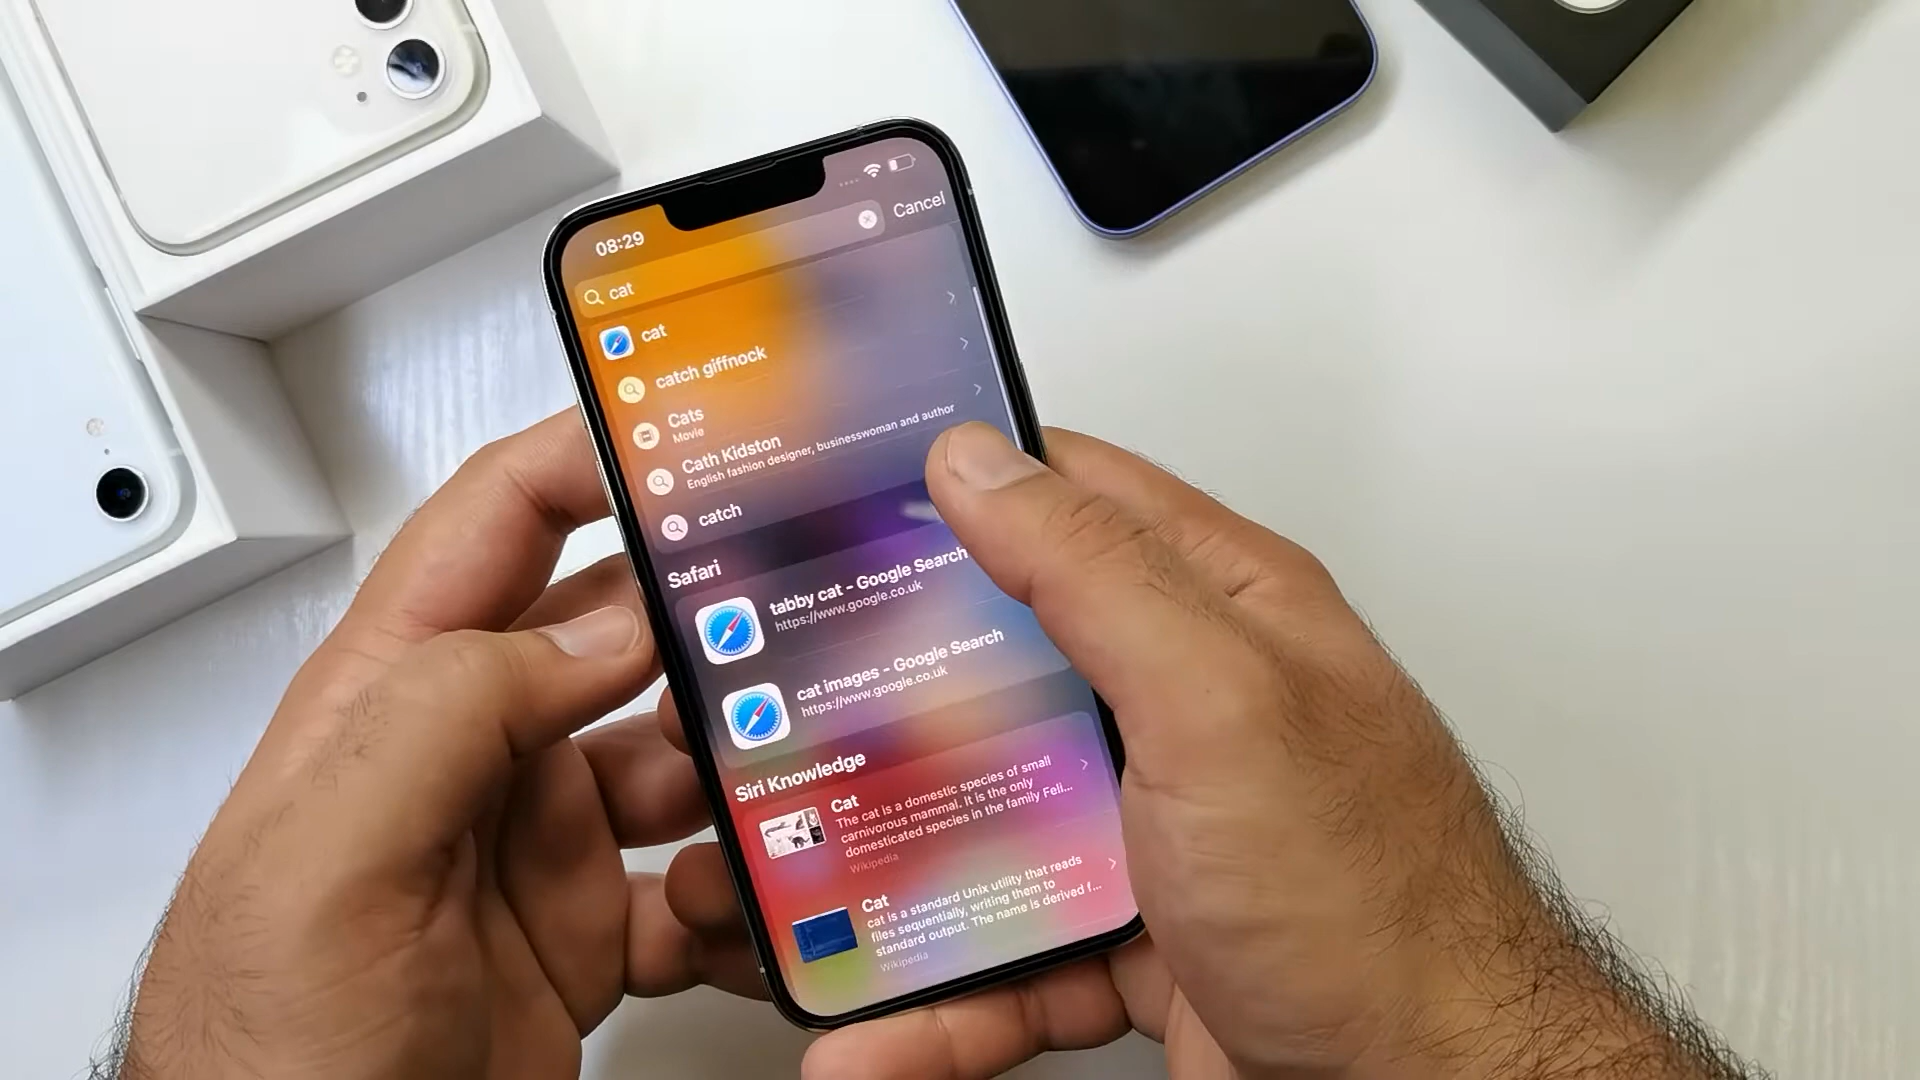 08:29
Cancel
cat
cat
catch giffnock
Cats
Movie
Cath Kidston
English fashion designer, businesswoman and author
catch
Safari
tabby cat - Google Search
https://www.google.co.uk
cat images - Google Search
https://www.google.co.uk
Siri Knowledge
Cat
The cat is a domestic species of small
carnivorous mammal. It is the only
domesticated species in the family Feli...
Wikipedia
Cat
cat is a standard Unix utility that reads
files sequentially, writing them to
standard output. The name is derived f...
Wikipedia